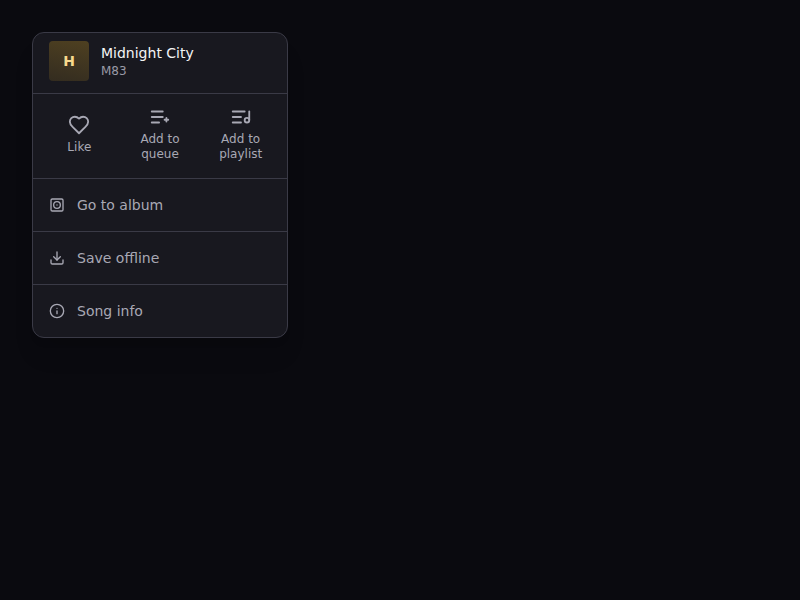 H
Midnight City
M83
Like
Add to
queue
Add to
playlist
Go to album
Save offline
Song info